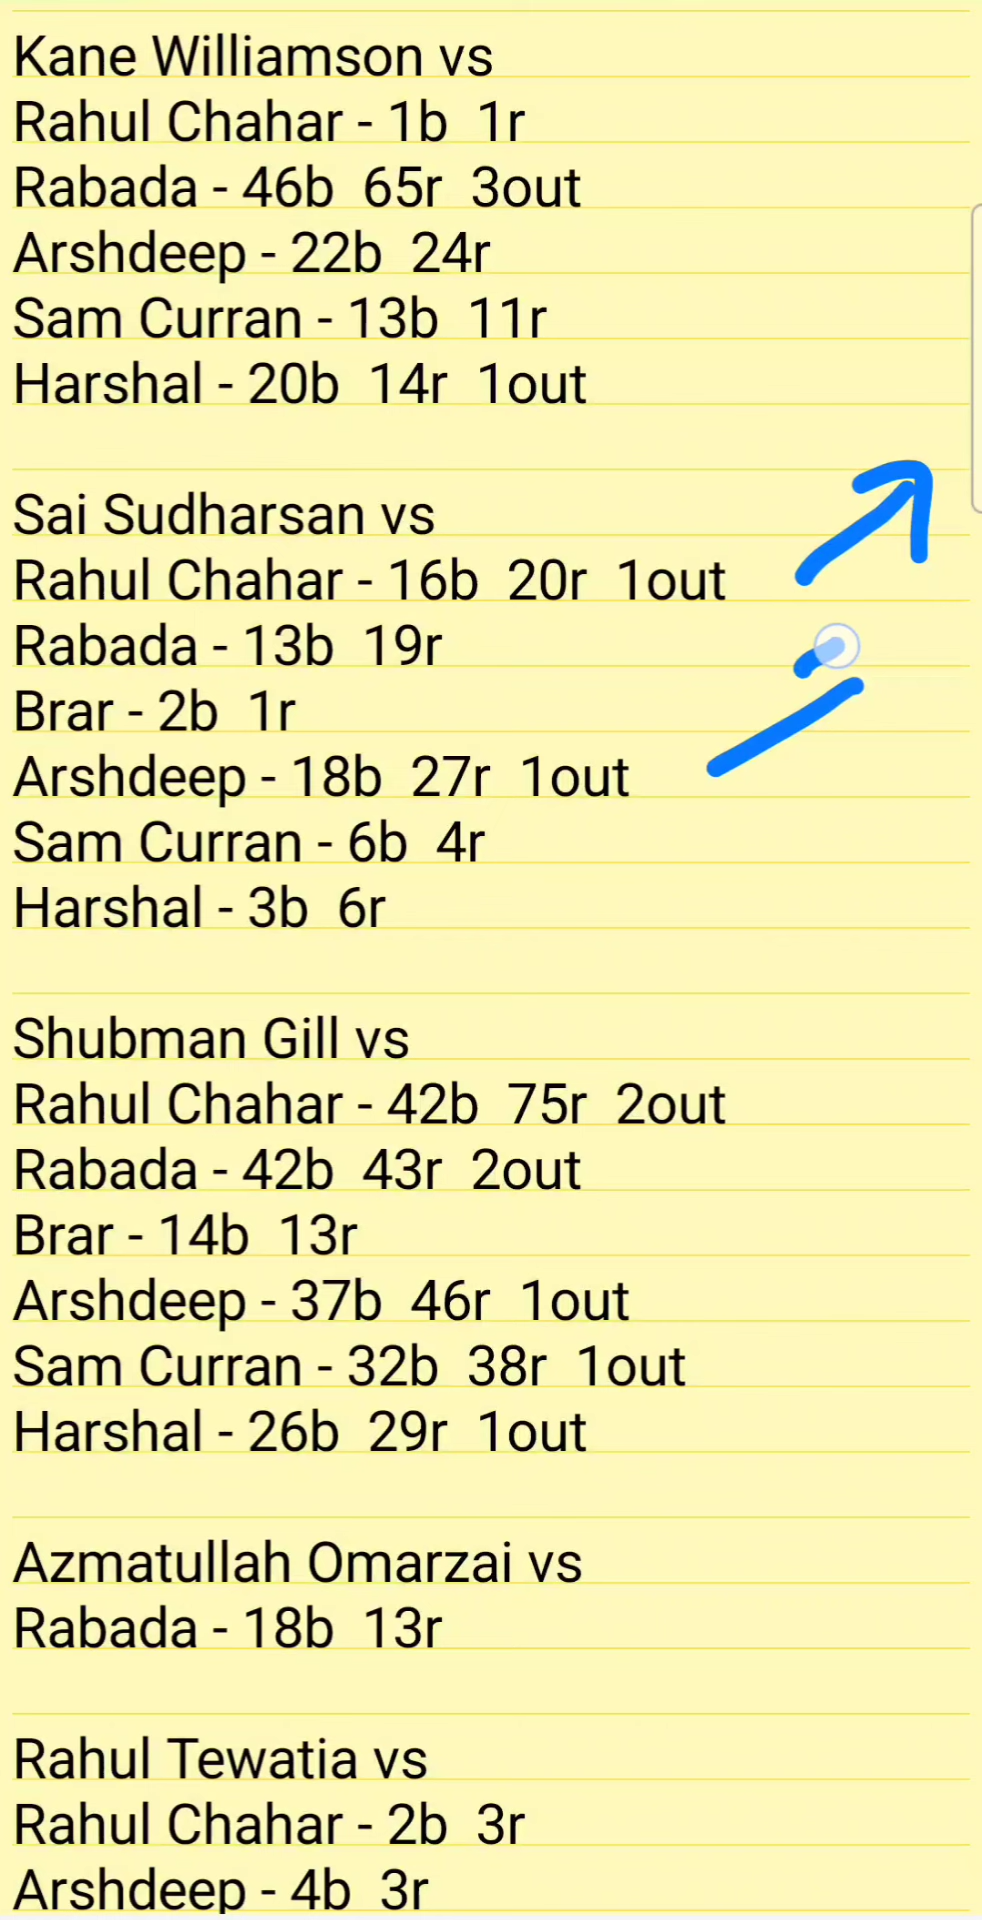 Kane Williamson vs
Rahul Chahar - 1b  1r
Rabada - 46b  65r  3out
Arshdeep - 22b  24r
Sam Curran - 13b  11r
Harshal - 20b  14r  1out
Sai Sudharsan vs
Rahul Chahar - 16b  20r  1out
Rabada - 13b  19r
Brar - 2b  1r
Arshdeep - 18b  27r  1out
Sam Curran - 6b  4r
Harshal - 3b  6r
Shubman Gill vs
Rahul Chahar - 42b  75r  2out
Rabada - 42b  43r  2out
Brar - 14b  13r
Arshdeep - 37b  46r  1out
Sam Curran - 32b  38r  1out
Harshal - 26b  29r  1out
Azmatullah Omarzai vs
Rabada - 18b  13r
Rahul Tewatia vs
Rahul Chahar - 2b  3r
Arshdeep - 4b  3r